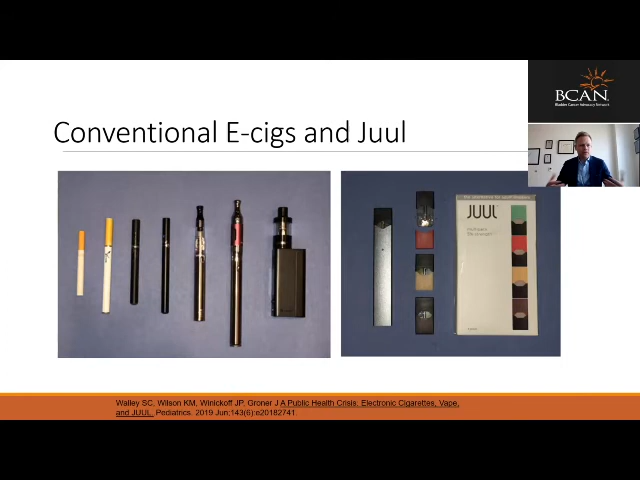 BCAN
Bladder Cancer Advocacy Network
Conventional E-cigs and Juul
JUUL
Walley SC, Wilson KM, Winickoff JP, Groner J A Public Health Crisis: Electronic Cigarettes, Vape,
and JUUL. Pediatrics. 2019 Jun;143(6):e20182741.